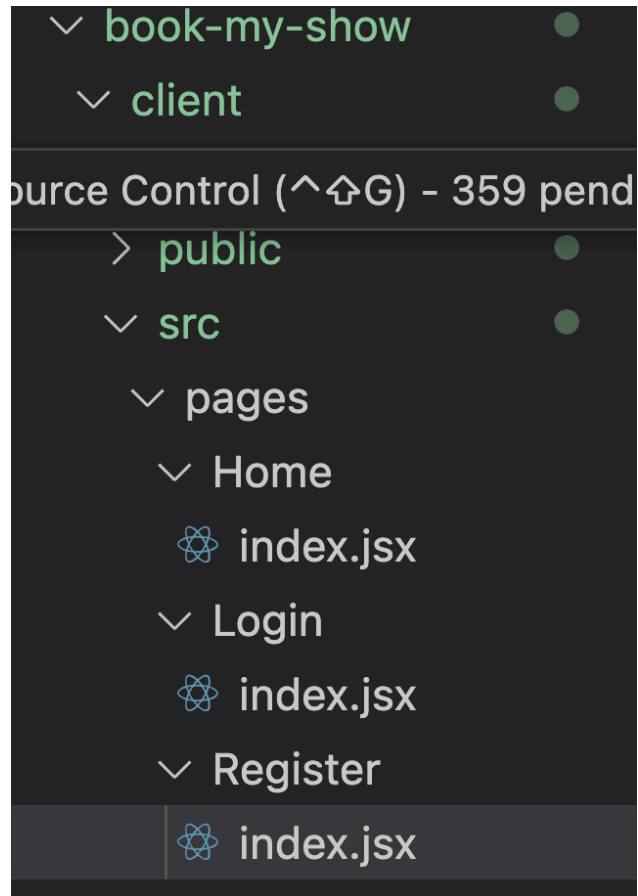 book-my-show
client
ource Control (^⇧G) - 359 pend
public
src
pages
Home
index.jsx
Login
index.jsx
Register
index.jsx